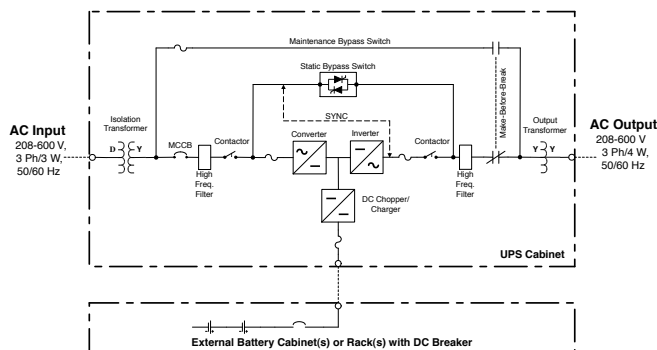 Maintenance Bypass Switch
Static Bypass Switch
SYNC
Make-Before-Break
Isolation
Transformer
D Y
MCCB
Contactor
High
Freq.
Filter
Converter
Inverter
Contactor
High
Freq.
Filter
Output
Transformer
Y Y
AC Input
208-600 V,
3 Ph/3 W,
50/60 Hz
AC Output
208-600 V
3 Ph/4 W,
50/60 Hz
DC Chopper/
Charger
UPS Cabinet
External Battery Cabinet(s) or Rack(s) with DC Breaker